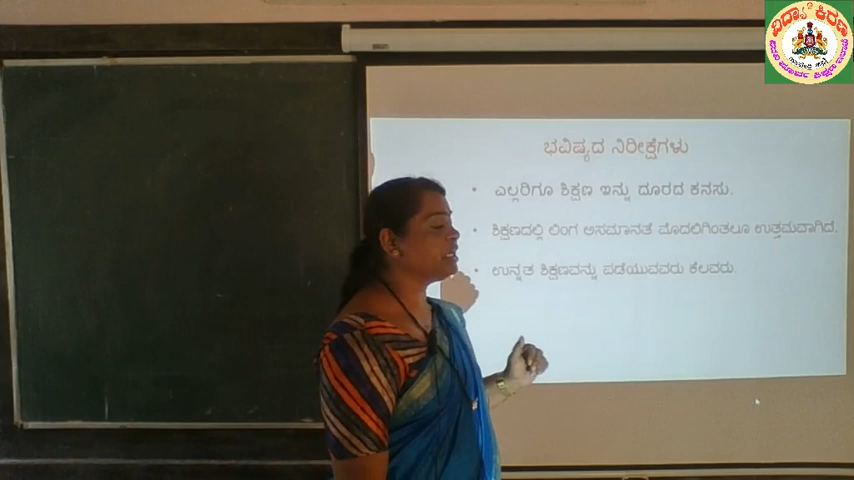 ವಿದ್ಯಾ ಕಿರಣ
ಭವಿಷ್ಯದ ನಿರೀಕ್ಷೆಗಳು
• ಎಲ್ಲರಿಗೂ ಶಿಕ್ಷಣ ಇನ್ನು ದೂರದ ಕನಸು.
• ಶಿಕ್ಷಣದಲ್ಲಿ ಲಿಂಗ ಅಸಮಾನತೆ ಮೊದಲಿಗಿಂತಲೂ ಉತ್ತಮವಾಗಿದೆ.
• ಉನ್ನತ ಶಿಕ್ಷಣವನ್ನು ಪಡೆಯುವವರು ಕೆಲವರು.